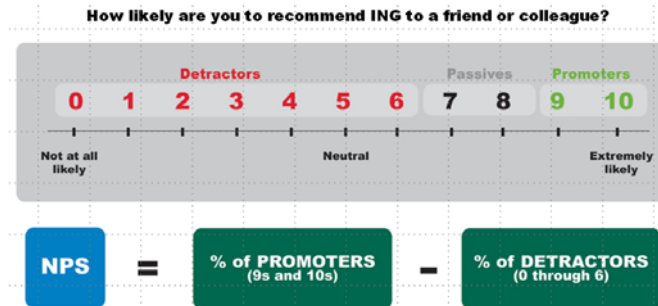 How likely are you to recommend ING to a friend or colleague?
Detractors Passives Promoters
0 1 2 3 4 5 6 7 8 9 10
Not at all likely Neutral Extremely likely
NPS = % of PROMOTERS (9s and 10s) - % of DETRACTORS (0 through 6)